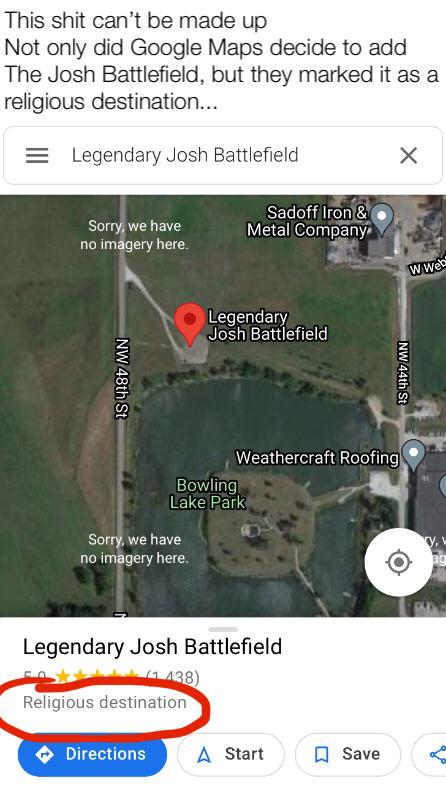 This shit can’t be made up
Not only did Google Maps decide to add
The Josh Battlefield, but they marked it as a
religious destination...
Legendary Josh Battlefield
Sorry, we have
no imagery here.
Sadoff Iron &
Metal Company
W Web
Legendary
Josh Battlefield
NW 48th St
NW 44th St
Weathercraft Roofing
Bowling
Lake Park
Sorry, we have
no imagery here.
ry, w
ag
N
Legendary Josh Battlefield
5.0 (1,438)
Religious destination
Directions
Start
Save